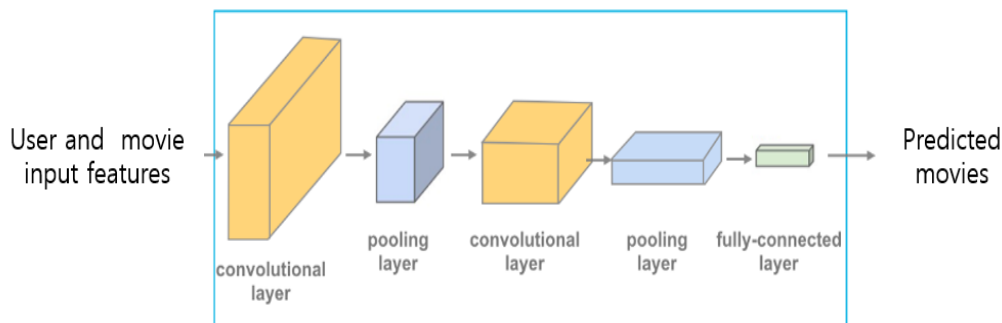 User and movie
input features
convolutional
layer
pooling
layer
convolutional
layer
pooling
layer
fully-connected
layer
Predicted
movies